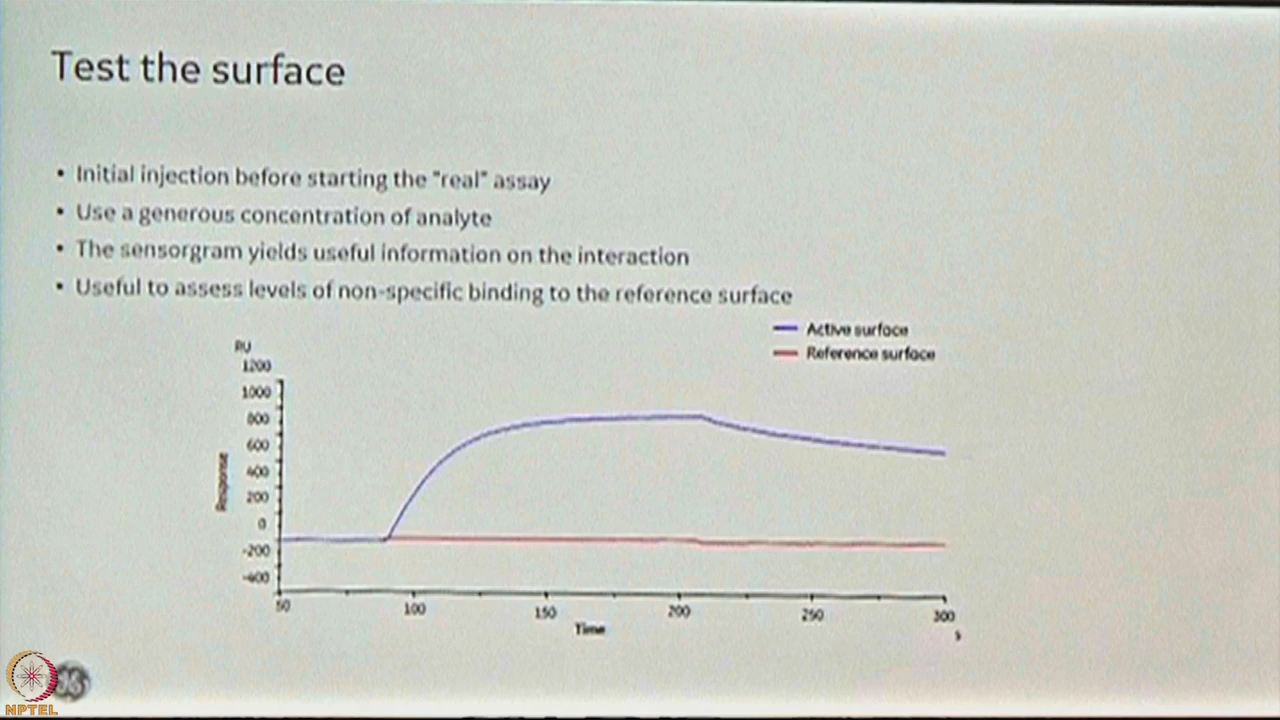 Test the surface
• Initial injection before starting the "real" assay
• Use a generous concentration of analyte
• The sensorgram yields useful information on the interaction
• Useful to assess levels of non-specific binding to the reference surface
Active surface
Reference surface
RU
1200
1000
800
600
400
200
0
-200
-400
Response
50 100 150 200 250 300
Time
s
NPTEL